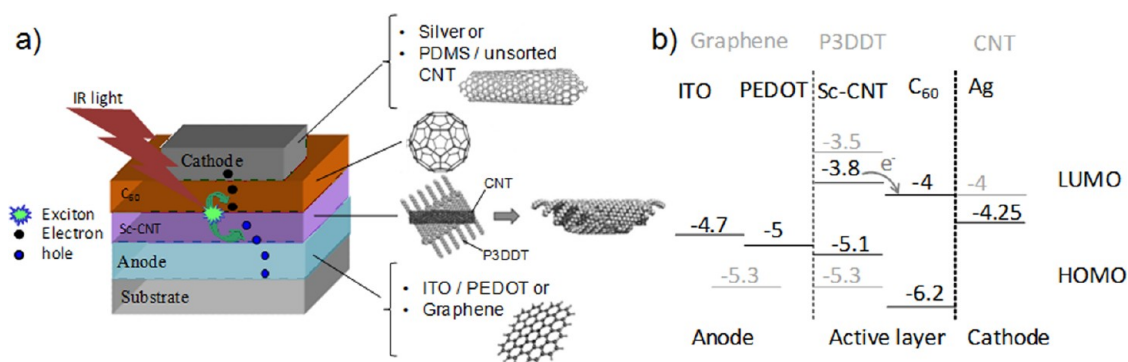 a)
• Silver or
• PDMS / unsorted
CNT
IR light
Cathode
C60
Sc-CNT
Anode
Substrate
Exciton
Electron
hole
CNT
P3DDT
• ITO / PEDOT or
• Graphene
b)
Graphene P3DDT CNT
ITO PEDOT Sc-CNT C60 Ag
-3.5
-3.8 e- -4 -4 LUMO
-4.25
-4.7 -5
-5.1
-5.3 -5.3 HOMO
-6.2
Anode Active layer Cathode